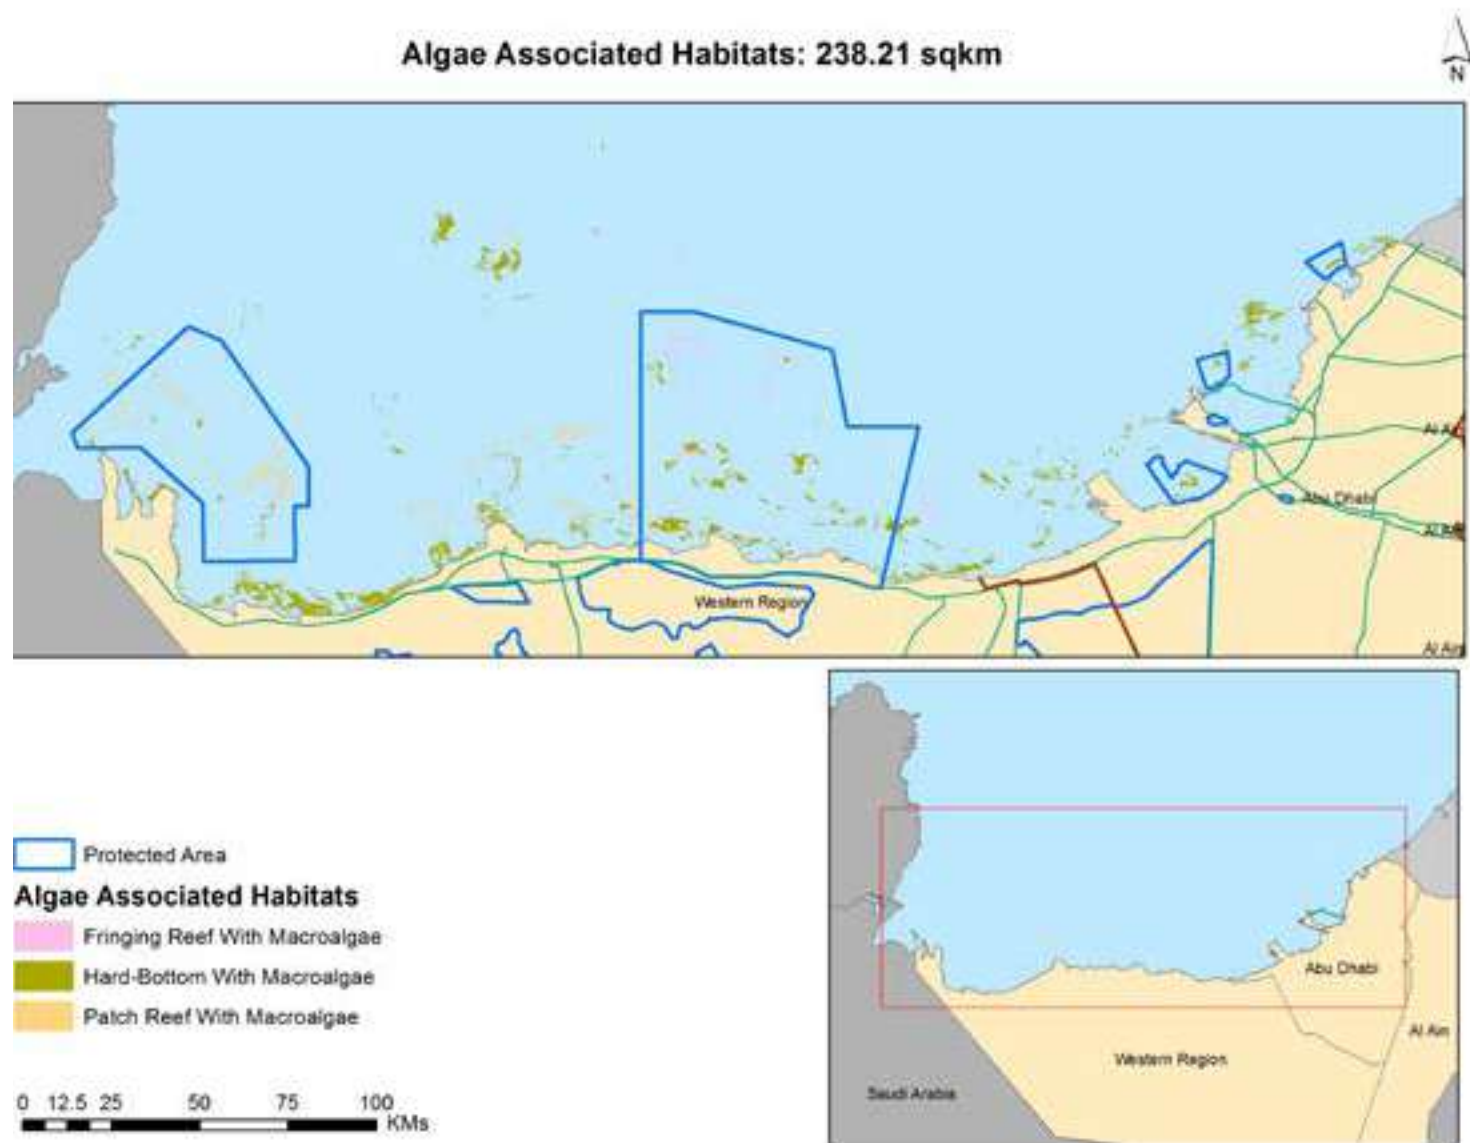 Algae Associated Habitats: 238.21 sqkm
N
Abu Dhabi
Western Region
Al Ain
Protected Area
Algae Associated Habitats
Fringing Reef With Macroalgae
Hard-Bottom With Macroalgae
Patch Reef With Macroalgae
0 12.5 25 50 75 100
KMs
Abu Dhabi
Al Ain
Western Region
Saudi Arabia